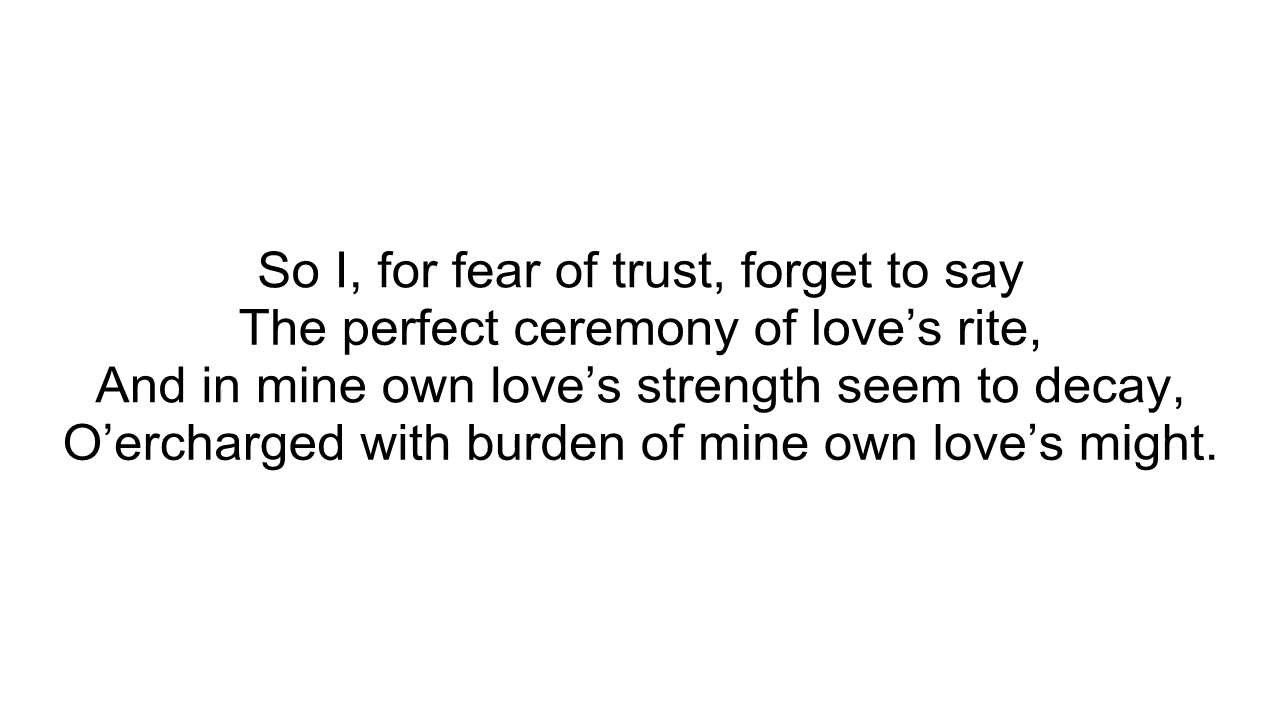 So I, for fear of trust, forget to say
The perfect ceremony of love’s rite,
And in mine own love’s strength seem to decay,
O’ercharged with burden of mine own love’s might.